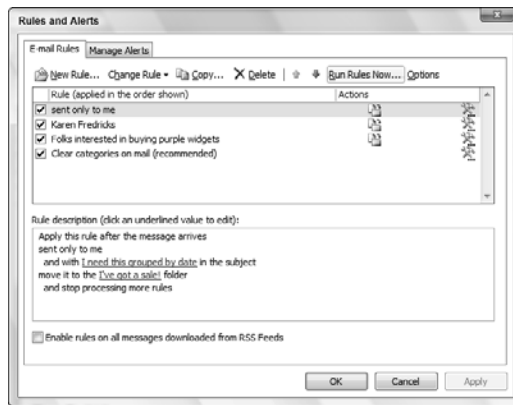 Rules and Alerts
E-mail Rules Manage Alerts
New Rule... Change Rule Copy... Delete Run Rules Now... Options
Rule (applied in the order shown) Actions
sent only to me
Karen Fredricks
Folks interested in buying purple widgets
Clear categories on mail (recommended)
Rule description (click an underlined value to edit):
Apply this rule after the message arrives
sent only to me
and with I need this grouped by date in the subject
move it to the I've got a sale! folder
and stop processing more rules
Enable rules on all messages downloaded from RSS Feeds
OK Cancel Apply